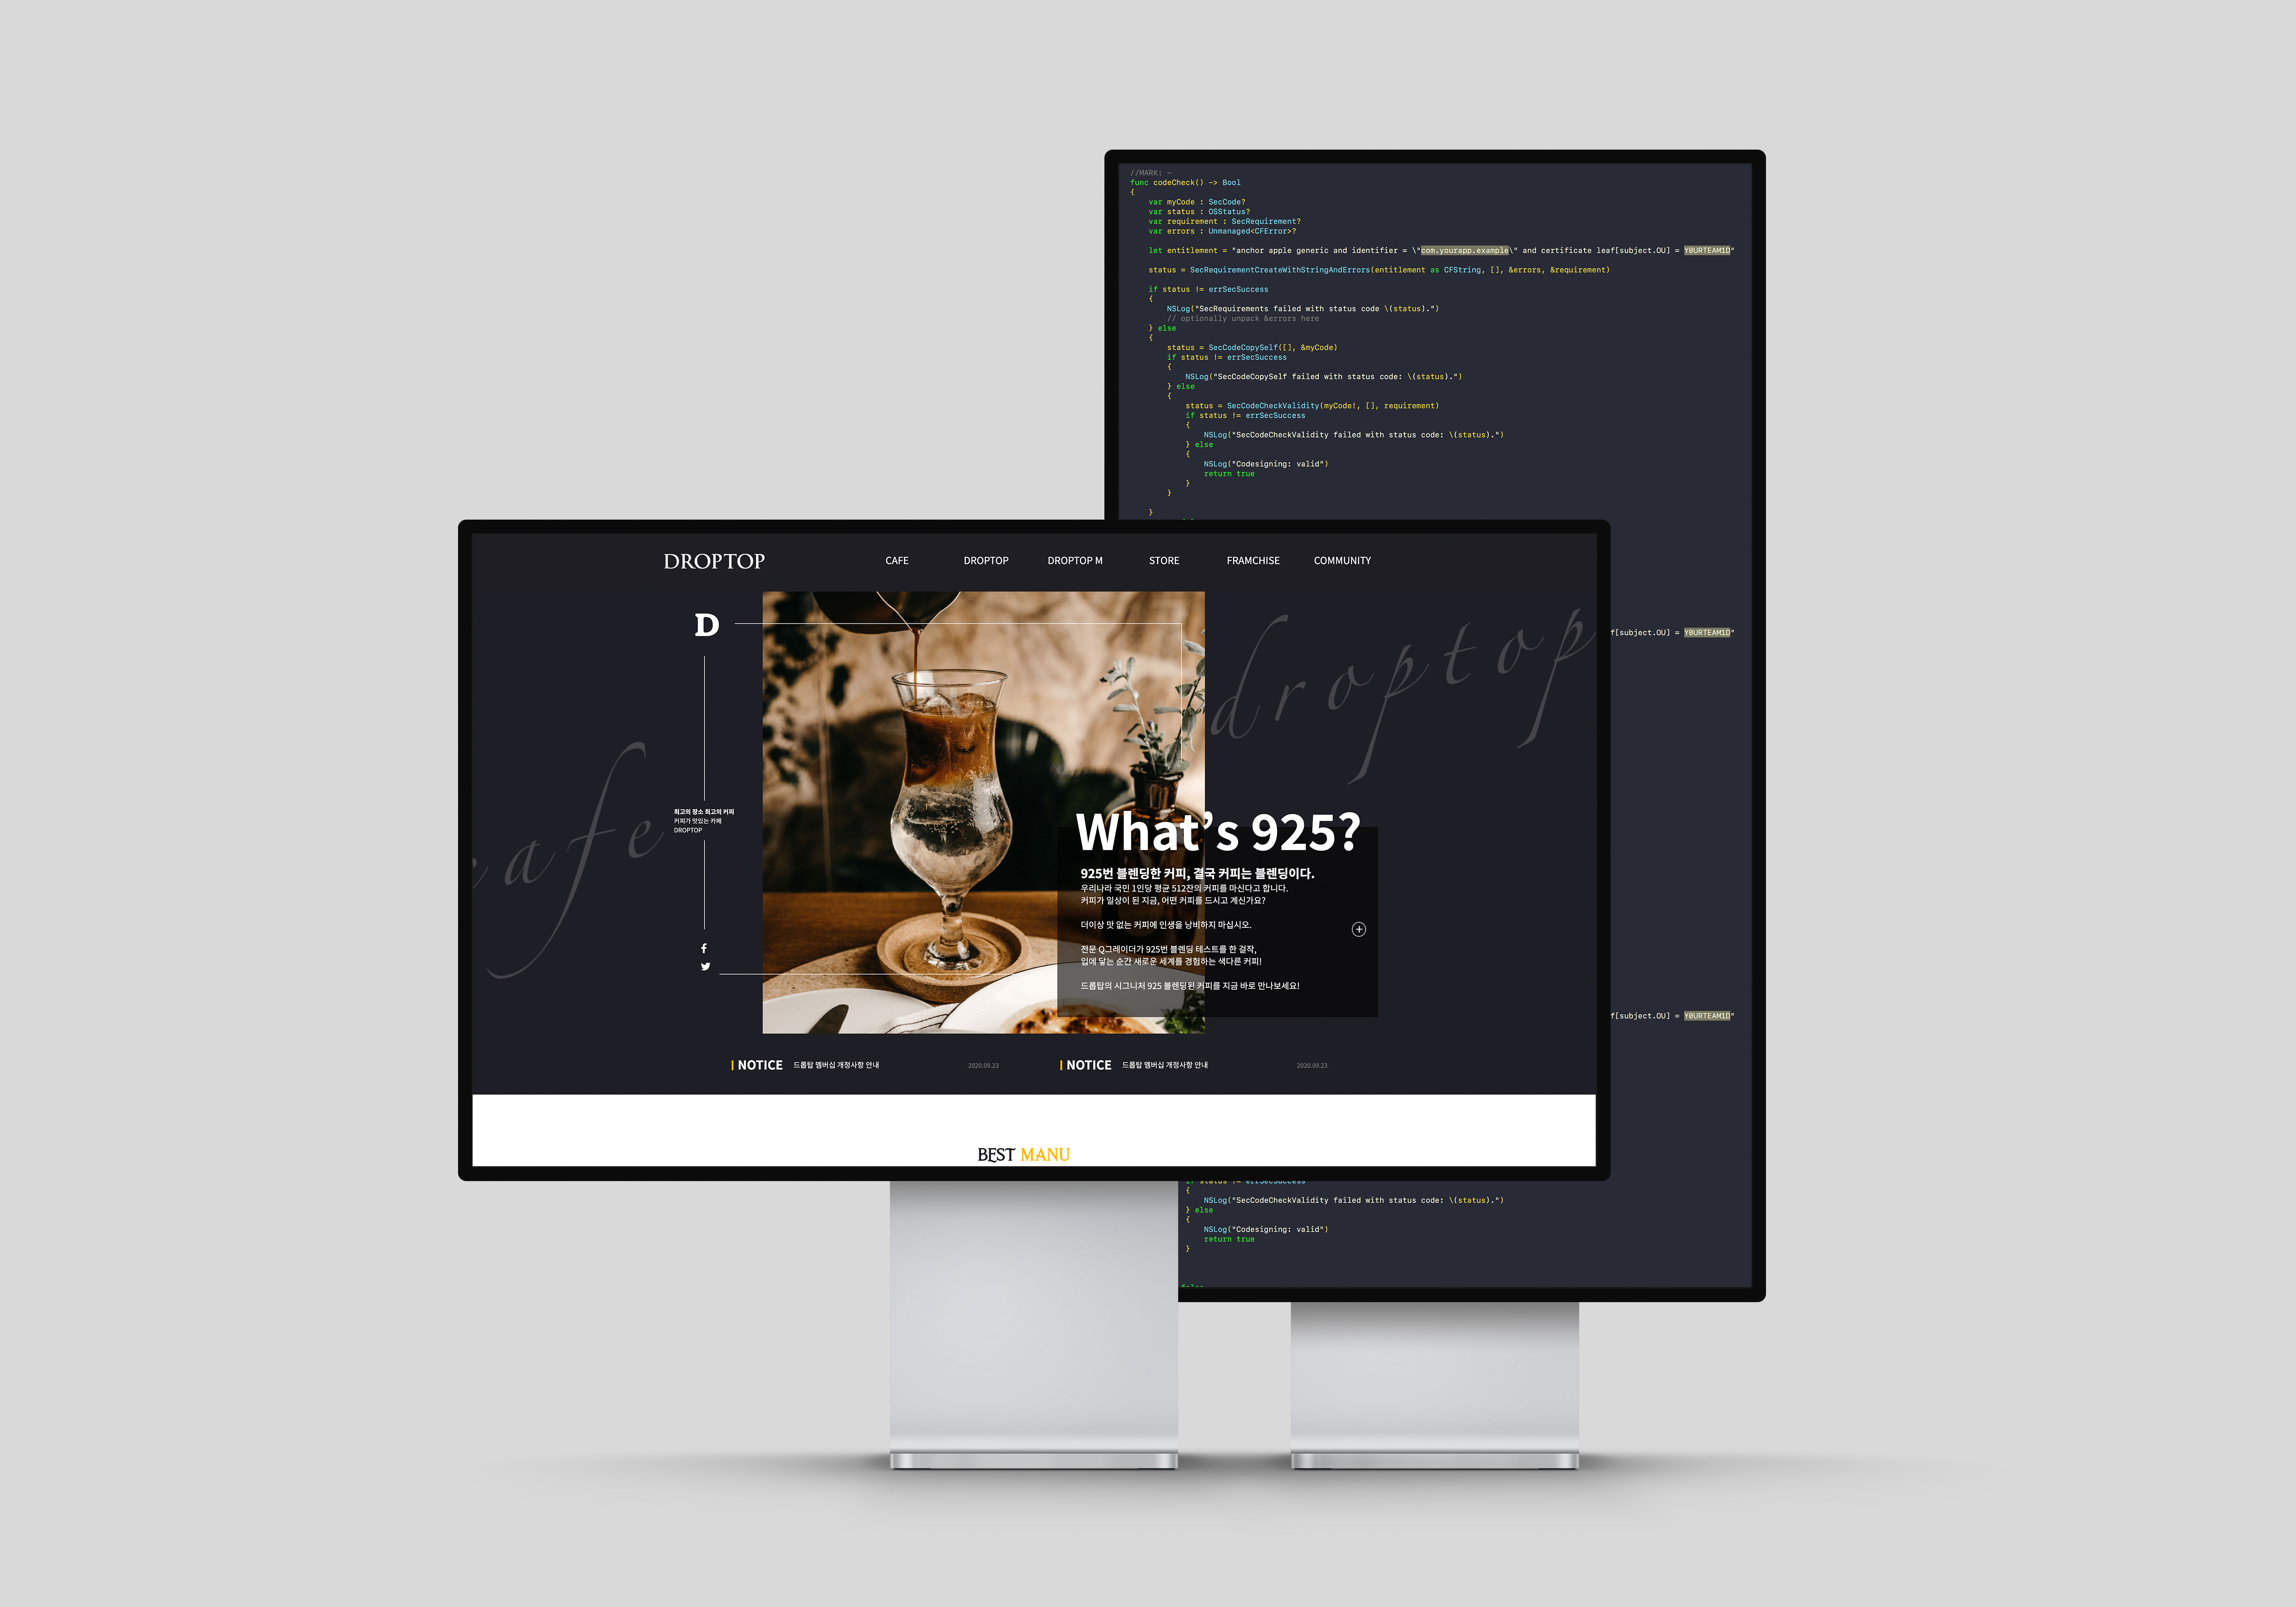 //MARK: –
func codeCheck() -> Bool
{
var myCode : SecCode?
var status : OSStatus?
var requirement : SecRequirement?
var errors : Unmanaged<CFError>?
let entitlement = "anchor apple generic and identifier = \"com.yourapp.example\" and certificate leaf[subject.OU] = Y0URTEAM1D"
status = SecRequirementCreateWithStringAndErrors(entitlement as CFString, [], &errors, &requirement)
if status != errSecSuccess
{
NSLog("SecRequirements failed with status code \(status).")
// optionally unpack &errors here
} else
{
status = SecCodeCopySelf([], &myCode)
if status != errSecSuccess
{
NSLog("SecCodeCopySelf failed with status code: \(status).")
} else
{
status = SecCodeCheckValidity(myCode!, [], requirement)
if status != errSecSuccess
{
NSLog("SecCodeCheckValidity failed with status code: \(status).")
} else
{
NSLog("Codesigning: valid")
return true
}
}
}
DROPTOP
CAFE DROPTOP DROPTOP M STORE FRAMCHISE COMMUNITY
D
cafe
droptop
f[subject.OU] = Y0URTEAM1D"
최고의 장소 최고의 커피
커피가 맛있는 카페
DROPTOP
What's 925?
925번 블렌딩한 커피, 결국 커피는 블렌딩이다.
우리나라 국민 1인당 평균 512잔의 커피를 마신다고 합니다.
커피가 일상이 된 지금, 어떤 커피를 드시고 계신가요?
더이상 맛 없는 커피에 인생을 낭비하지 마십시오.
전문 Q그레이더가 925번 블렌딩 테스트를 한 걸작,
입에 닿는 순간 새로운 세계를 경험하는 색다른 커피!
드롭탑의 시그니처 925 블렌딩된 커피를 지금 바로 만나보세요!
f[subject.OU] = Y0URTEAM1D"
NOTICE 드롭탑 멤버십 개정사항 안내 2020.09.23
NOTICE 드롭탑 멤버십 개정사항 안내 2020.09.23
BEST MANU
if status != errSecSuccess
{
NSLog("SecCodeCheckValidity failed with status code: \(status).")
} else
{
NSLog("Codesigning: valid")
return true
}